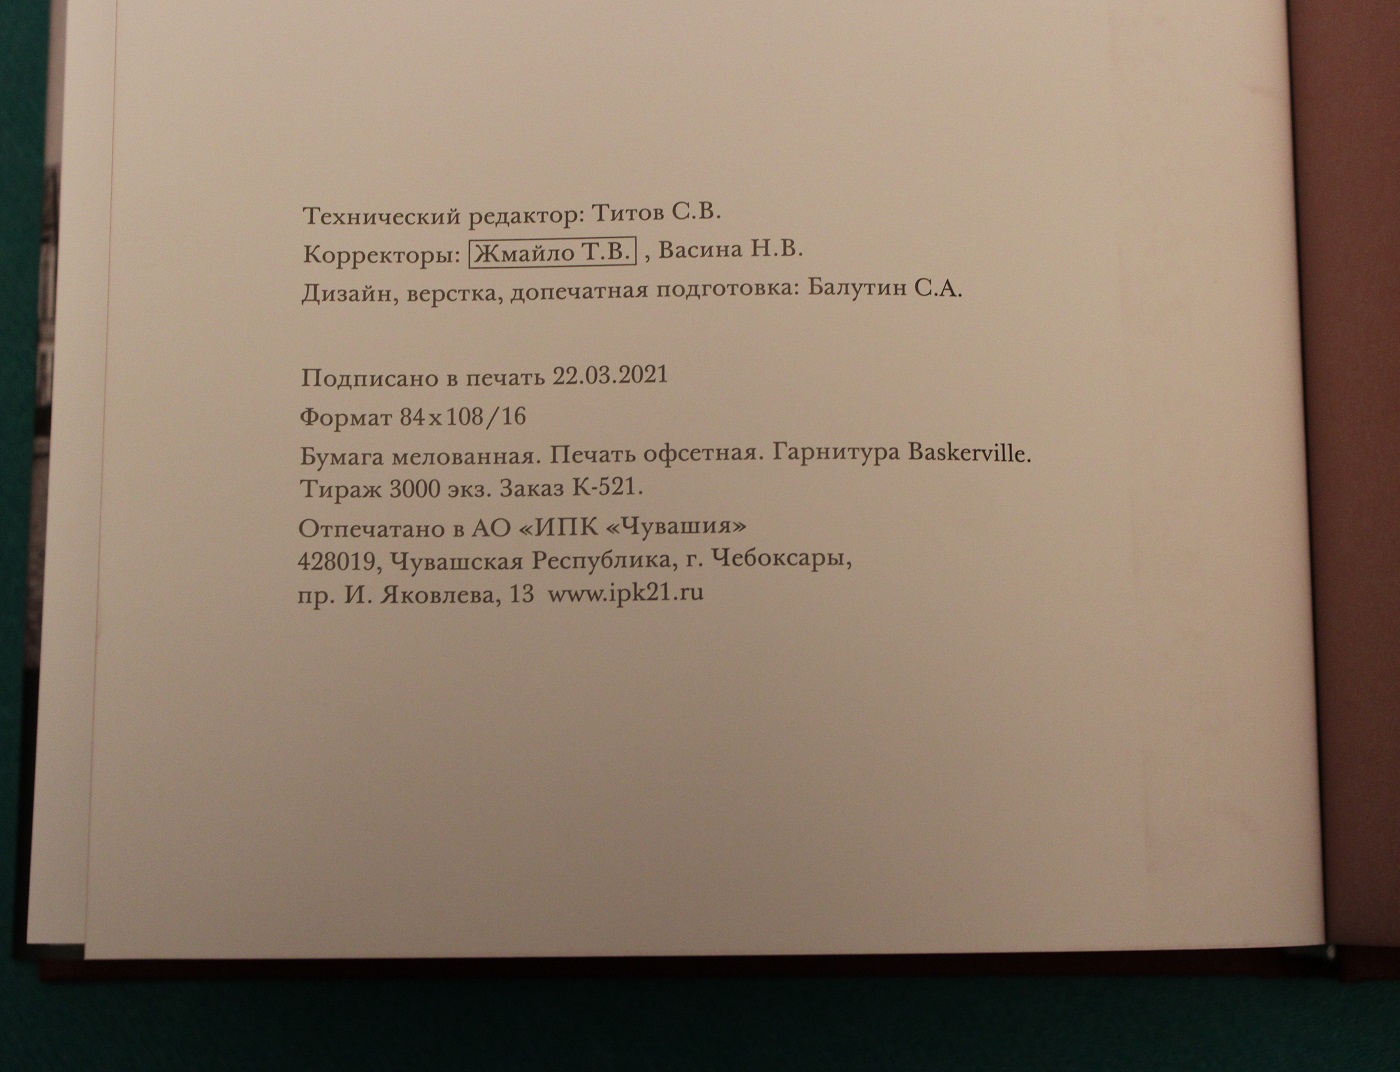 Технический редактор: Титов С.В.
Корректоры: Жмайло Т.В. , Васина Н.В.
Дизайн, верстка, допечатная подготовка: Балутин С.А.
Подписано в печать 22.03.2021
Формат 84х108/16
Бумага мелованная. Печать офсетная. Гарнитура Baskerville.
Тираж 3000 экз. Заказ К-521.
Отпечатано в АО «ИПК «Чувашия»
428019, Чувашская Республика, г. Чебоксары,
пр. И. Яковлева, 13 www.ipk21.ru